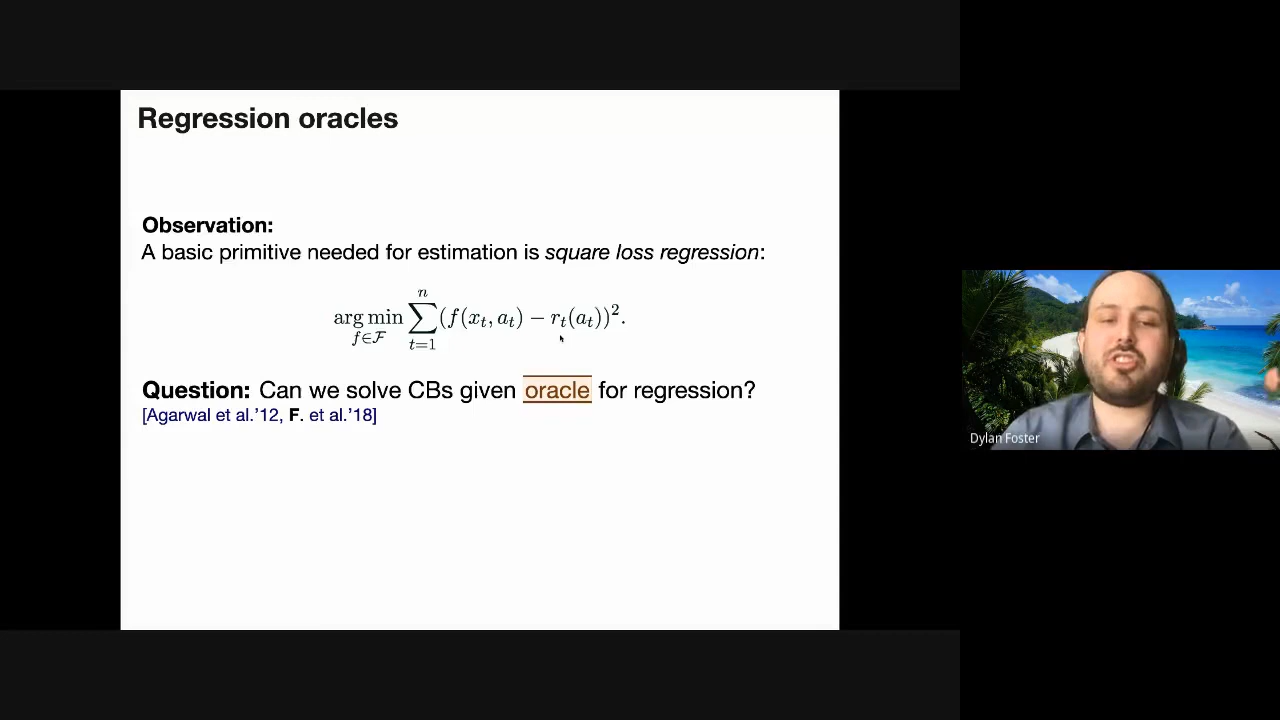 Regression oracles
Observation:
A basic primitive needed for estimation is square loss regression:
arg min_{f∈ℱ} ∑_{t=1}^{n} (f(x_t, a_t) − r_t(a_t))².
Question: Can we solve CBs given oracle for regression?
[Agarwal et al.'12, F. et al.'18]
Dylan Foster